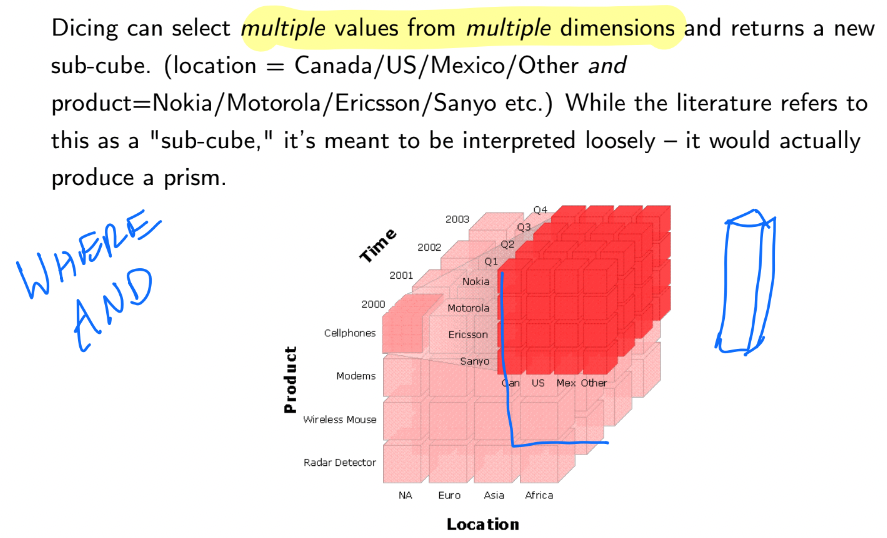 Dicing can select multiple values from multiple dimensions and returns a new
sub-cube. (location = Canada/US/Mexico/Other and
product=Nokia/Motorola/Ericsson/Sanyo etc.) While the literature refers to
this as a "sub-cube," it's meant to be interpreted loosely – it would actually
produce a prism.
WHERE
AND
Time
2003
2002
2001
2000
Q4
Q3
Q2
Q1
Nokia
Motorola
Ericsson
Sanyo
Can US Mex Other
Product
Cellphones
Modems
Wireless Mouse
Radar Detector
NA Euro Asia Africa
Location